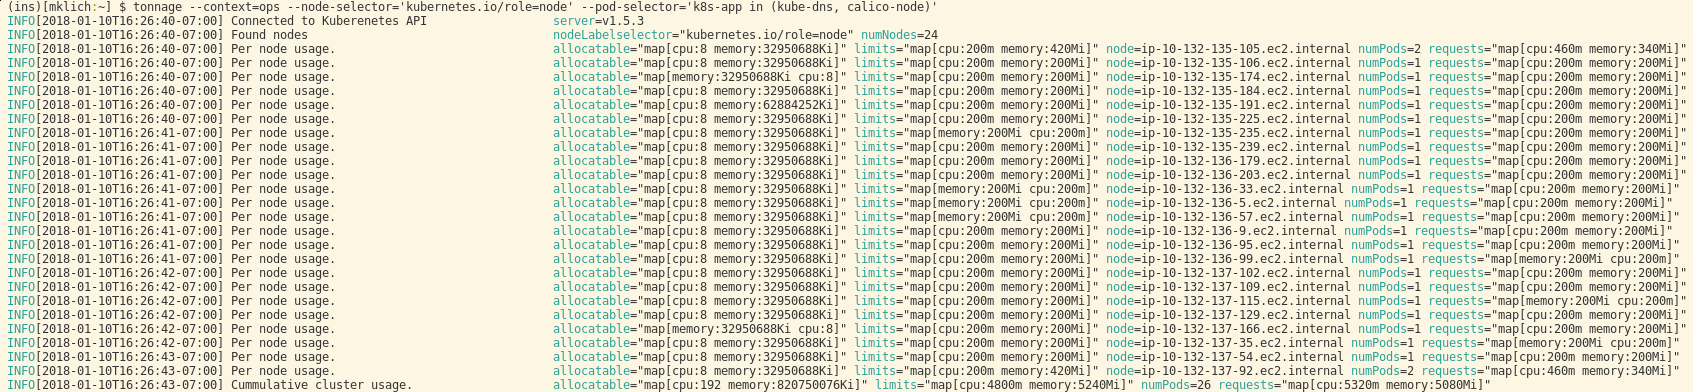 (ins)[mklich:~] $ tonnage --context=ops --node-selector='kubernetes.io/role=node' --pod-selector='k8s-app in (kube-dns, calico-node)'
INFO[2018-01-10T16:26:40-07:00] Connected to Kuberenetes API server=v1.5.3
INFO[2018-01-10T16:26:40-07:00] Found nodes nodeLabelselector="kubernetes.io/role=node" numNodes=24
INFO[2018-01-10T16:26:40-07:00] Per node usage. allocatable="map[cpu:8 memory:32950688Ki]" limits="map[cpu:200m memory:420Mi]" node=ip-10-132-135-105.ec2.internal numPods=2 requests="map[cpu:460m memory:340Mi]"
INFO[2018-01-10T16:26:40-07:00] Per node usage. allocatable="map[cpu:8 memory:32950688Ki]" limits="map[cpu:200m memory:200Mi]" node=ip-10-132-135-106.ec2.internal numPods=1 requests="map[cpu:200m memory:200Mi]"
INFO[2018-01-10T16:26:40-07:00] Per node usage. allocatable="map[memory:32950688Ki cpu:8]" limits="map[cpu:200m memory:200Mi]" node=ip-10-132-135-174.ec2.internal numPods=1 requests="map[cpu:200m memory:200Mi]"
INFO[2018-01-10T16:26:40-07:00] Per node usage. allocatable="map[cpu:8 memory:32950688Ki]" limits="map[cpu:200m memory:200Mi]" node=ip-10-132-135-184.ec2.internal numPods=1 requests="map[cpu:200m memory:200Mi]"
INFO[2018-01-10T16:26:40-07:00] Per node usage. allocatable="map[cpu:8 memory:62884252Ki]" limits="map[cpu:200m memory:200Mi]" node=ip-10-132-135-191.ec2.internal numPods=1 requests="map[cpu:200m memory:200Mi]"
INFO[2018-01-10T16:26:40-07:00] Per node usage. allocatable="map[cpu:8 memory:32950688Ki]" limits="map[cpu:200m memory:200Mi]" node=ip-10-132-135-225.ec2.internal numPods=1 requests="map[cpu:200m memory:200Mi]"
INFO[2018-01-10T16:26:41-07:00] Per node usage. allocatable="map[cpu:8 memory:32950688Ki]" limits="map[memory:200Mi cpu:200m]" node=ip-10-132-135-235.ec2.internal numPods=1 requests="map[cpu:200m memory:200Mi]"
INFO[2018-01-10T16:26:41-07:00] Per node usage. allocatable="map[cpu:8 memory:32950688Ki]" limits="map[cpu:200m memory:200Mi]" node=ip-10-132-135-239.ec2.internal numPods=1 requests="map[cpu:200m memory:200Mi]"
INFO[2018-01-10T16:26:41-07:00] Per node usage. allocatable="map[cpu:8 memory:32950688Ki]" limits="map[cpu:200m memory:200Mi]" node=ip-10-132-136-179.ec2.internal numPods=1 requests="map[cpu:200m memory:200Mi]"
INFO[2018-01-10T16:26:41-07:00] Per node usage. allocatable="map[cpu:8 memory:32950688Ki]" limits="map[cpu:200m memory:200Mi]" node=ip-10-132-136-203.ec2.internal numPods=1 requests="map[cpu:200m memory:200Mi]"
INFO[2018-01-10T16:26:41-07:00] Per node usage. allocatable="map[cpu:8 memory:32950688Ki]" limits="map[memory:200Mi cpu:200m]" node=ip-10-132-136-33.ec2.internal numPods=1 requests="map[cpu:200m memory:200Mi]"
INFO[2018-01-10T16:26:41-07:00] Per node usage. allocatable="map[cpu:8 memory:32950688Ki]" limits="map[memory:200Mi cpu:200m]" node=ip-10-132-136-5.ec2.internal numPods=1 requests="map[cpu:200m memory:200Mi]"
INFO[2018-01-10T16:26:41-07:00] Per node usage. allocatable="map[cpu:8 memory:32950688Ki]" limits="map[memory:200Mi cpu:200m]" node=ip-10-132-136-57.ec2.internal numPods=1 requests="map[cpu:200m memory:200Mi]"
INFO[2018-01-10T16:26:41-07:00] Per node usage. allocatable="map[cpu:8 memory:32950688Ki]" limits="map[cpu:200m memory:200Mi]" node=ip-10-132-136-9.ec2.internal numPods=1 requests="map[cpu:200m memory:200Mi]"
INFO[2018-01-10T16:26:41-07:00] Per node usage. allocatable="map[cpu:8 memory:32950688Ki]" limits="map[cpu:200m memory:200Mi]" node=ip-10-132-136-95.ec2.internal numPods=1 requests="map[cpu:200m memory:200Mi]"
INFO[2018-01-10T16:26:41-07:00] Per node usage. allocatable="map[cpu:8 memory:32950688Ki]" limits="map[cpu:200m memory:200Mi]" node=ip-10-132-136-99.ec2.internal numPods=1 requests="map[memory:200Mi cpu:200m]"
INFO[2018-01-10T16:26:42-07:00] Per node usage. allocatable="map[cpu:8 memory:32950688Ki]" limits="map[cpu:200m memory:200Mi]" node=ip-10-132-137-102.ec2.internal numPods=1 requests="map[cpu:200m memory:200Mi]"
INFO[2018-01-10T16:26:42-07:00] Per node usage. allocatable="map[cpu:8 memory:32950688Ki]" limits="map[cpu:200m memory:200Mi]" node=ip-10-132-137-109.ec2.internal numPods=1 requests="map[cpu:200m memory:200Mi]"
INFO[2018-01-10T16:26:42-07:00] Per node usage. allocatable="map[cpu:8 memory:32950688Ki]" limits="map[cpu:200m memory:200Mi]" node=ip-10-132-137-115.ec2.internal numPods=1 requests="map[memory:200Mi cpu:200m]"
INFO[2018-01-10T16:26:42-07:00] Per node usage. allocatable="map[cpu:8 memory:32950688Ki]" limits="map[cpu:200m memory:200Mi]" node=ip-10-132-137-129.ec2.internal numPods=1 requests="map[cpu:200m memory:200Mi]"
INFO[2018-01-10T16:26:42-07:00] Per node usage. allocatable="map[memory:32950688Ki cpu:8]" limits="map[cpu:200m memory:200Mi]" node=ip-10-132-137-166.ec2.internal numPods=1 requests="map[cpu:200m memory:200Mi]"
INFO[2018-01-10T16:26:42-07:00] Per node usage. allocatable="map[cpu:8 memory:32950688Ki]" limits="map[cpu:200m memory:200Mi]" node=ip-10-132-137-35.ec2.internal numPods=1 requests="map[memory:200Mi cpu:200m]"
INFO[2018-01-10T16:26:43-07:00] Per node usage. allocatable="map[cpu:8 memory:32950688Ki]" limits="map[cpu:200m memory:200Mi]" node=ip-10-132-137-54.ec2.internal numPods=1 requests="map[cpu:200m memory:200Mi]"
INFO[2018-01-10T16:26:43-07:00] Per node usage. allocatable="map[cpu:8 memory:32950688Ki]" limits="map[cpu:200m memory:420Mi]" node=ip-10-132-137-92.ec2.internal numPods=2 requests="map[cpu:460m memory:340Mi]"
INFO[2018-01-10T16:26:43-07:00] Cummulative cluster usage. allocatable="map[cpu:192 memory:820750076Ki]" limits="map[cpu:4800m memory:5240Mi]" numPods=26 requests="map[cpu:5320m memory:5080Mi]"